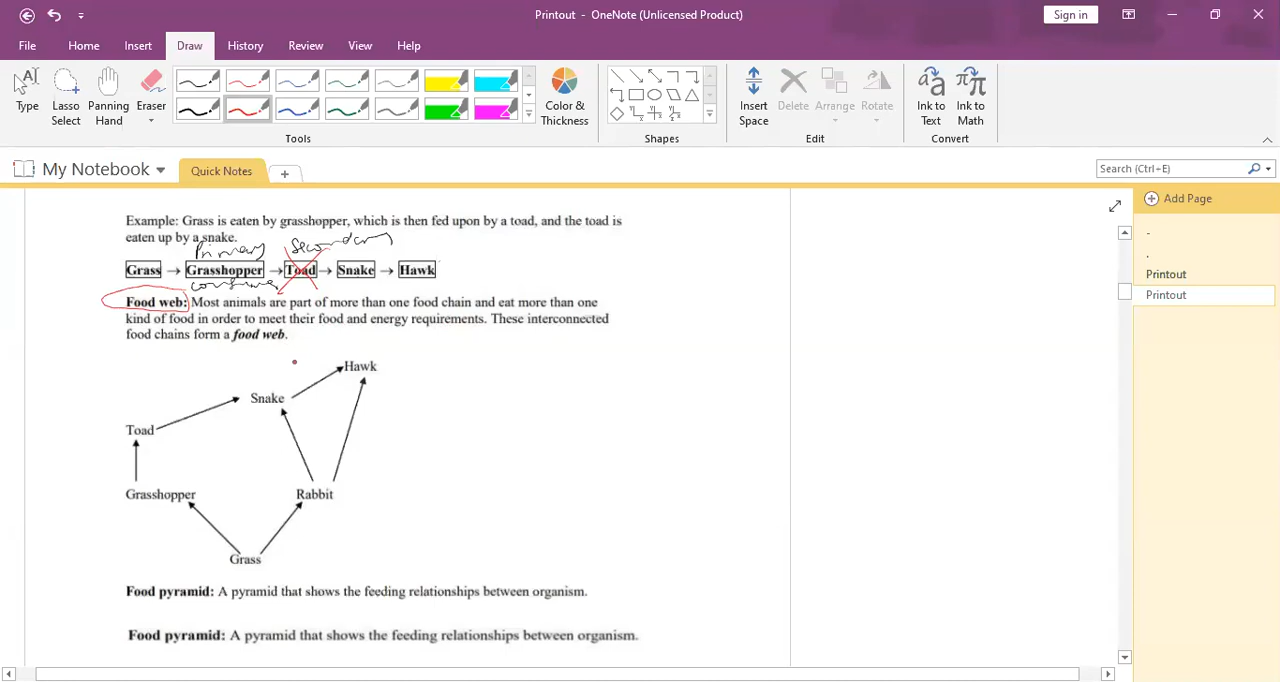 Printout - OneNote (Unlicensed Product)
Sign in
File Home Insert Draw History Review View Help
Type
Lasso Select
Panning Hand
Eraser
Color & Thickness
Insert Space
Delete
Arrange
Rotate
Ink to Text
Ink to Math
Tools Shapes Edit Convert
My Notebook
Quick Notes
Search (Ctrl+E)
Add Page
-
.
Printout
Printout
Example: Grass is eaten by grasshopper, which is then fed upon by a toad, and the toad is
eaten up by a snake.
Primary Secondary
Grass → Grasshopper → Toad → Snake → Hawk
Food web: Most animals are part of more than one food chain and eat more than one
kind of food in order to meet their food and energy requirements. These interconnected
food chains form a food web.
Hawk
Snake
Toad
Grasshopper Rabbit
Grass
Food pyramid: A pyramid that shows the feeding relationships between organism.
Food pyramid: A pyramid that shows the feeding relationships between organism.